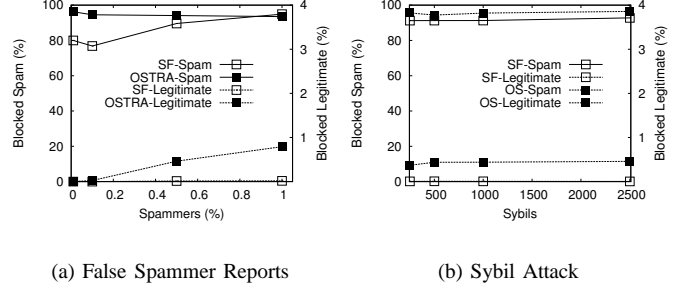 100
80
60
40
20
0
Blocked Spam (%)
4
3
2
1
Blocked Legitimate (%)
SF-Spam
OSTRA-Spam
SF-Legitimate
OSTRA-Legitimate
0 0.2 0.4 0.6 0.8 1
Spammers (%)
(a) False Spammer Reports
100
80
60
40
20
0
Blocked Spam (%)
4
3
2
1
Blocked Legitimate (%)
SF-Spam
SF-Legitimate
OS-Spam
OS-Legitimate
500 1000 1500 2000 2500
Sybils
(b) Sybil Attack